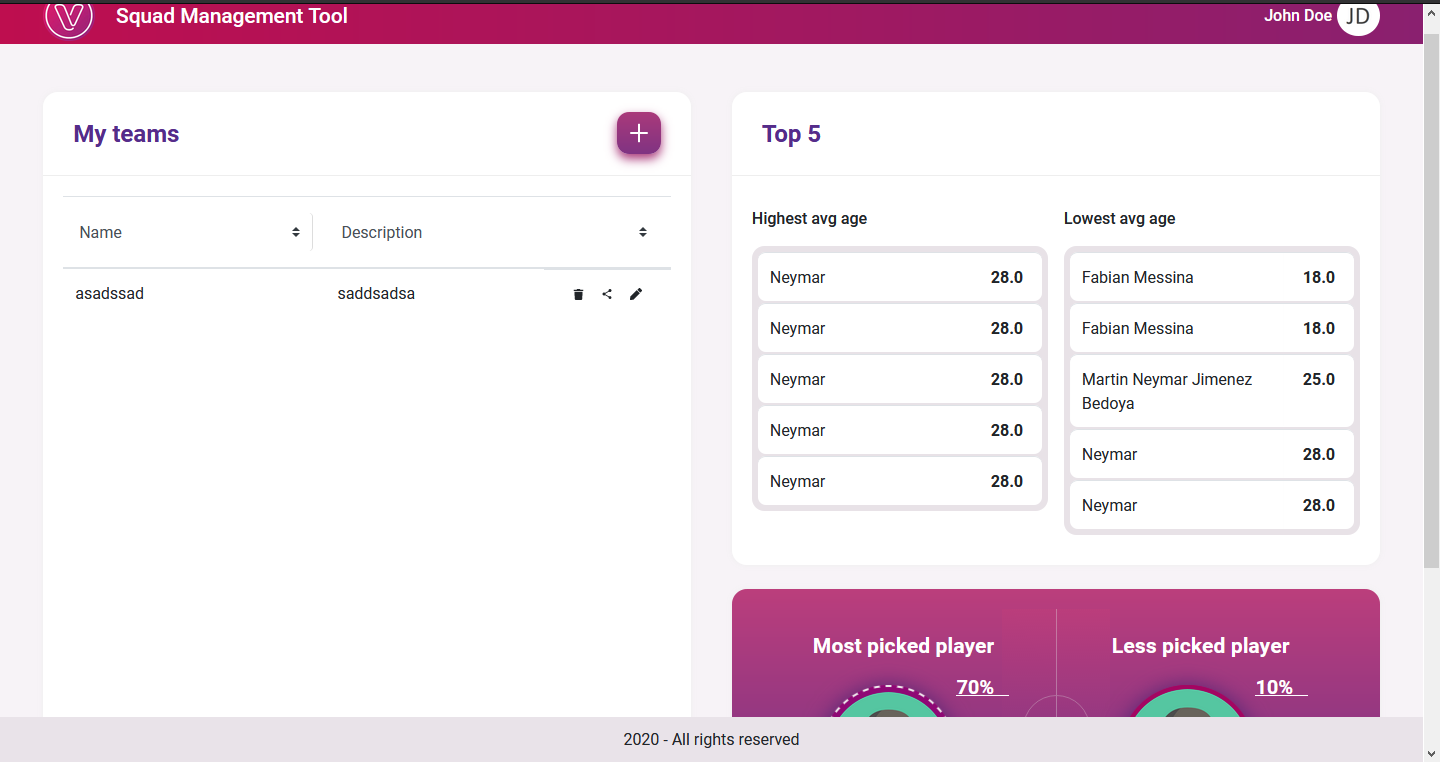 Squad Management Tool
John Doe JD
My teams
Name Description
asadssad saddsadsa
Top 5
Highest avg age
Neymar 28.0
Neymar 28.0
Neymar 28.0
Neymar 28.0
Neymar 28.0
Lowest avg age
Fabian Messina 18.0
Fabian Messina 18.0
Martin Neymar Jimenez 25.0
Bedoya
Neymar 28.0
Neymar 28.0
Most picked player
70%
Less picked player
10%
2020 - All rights reserved